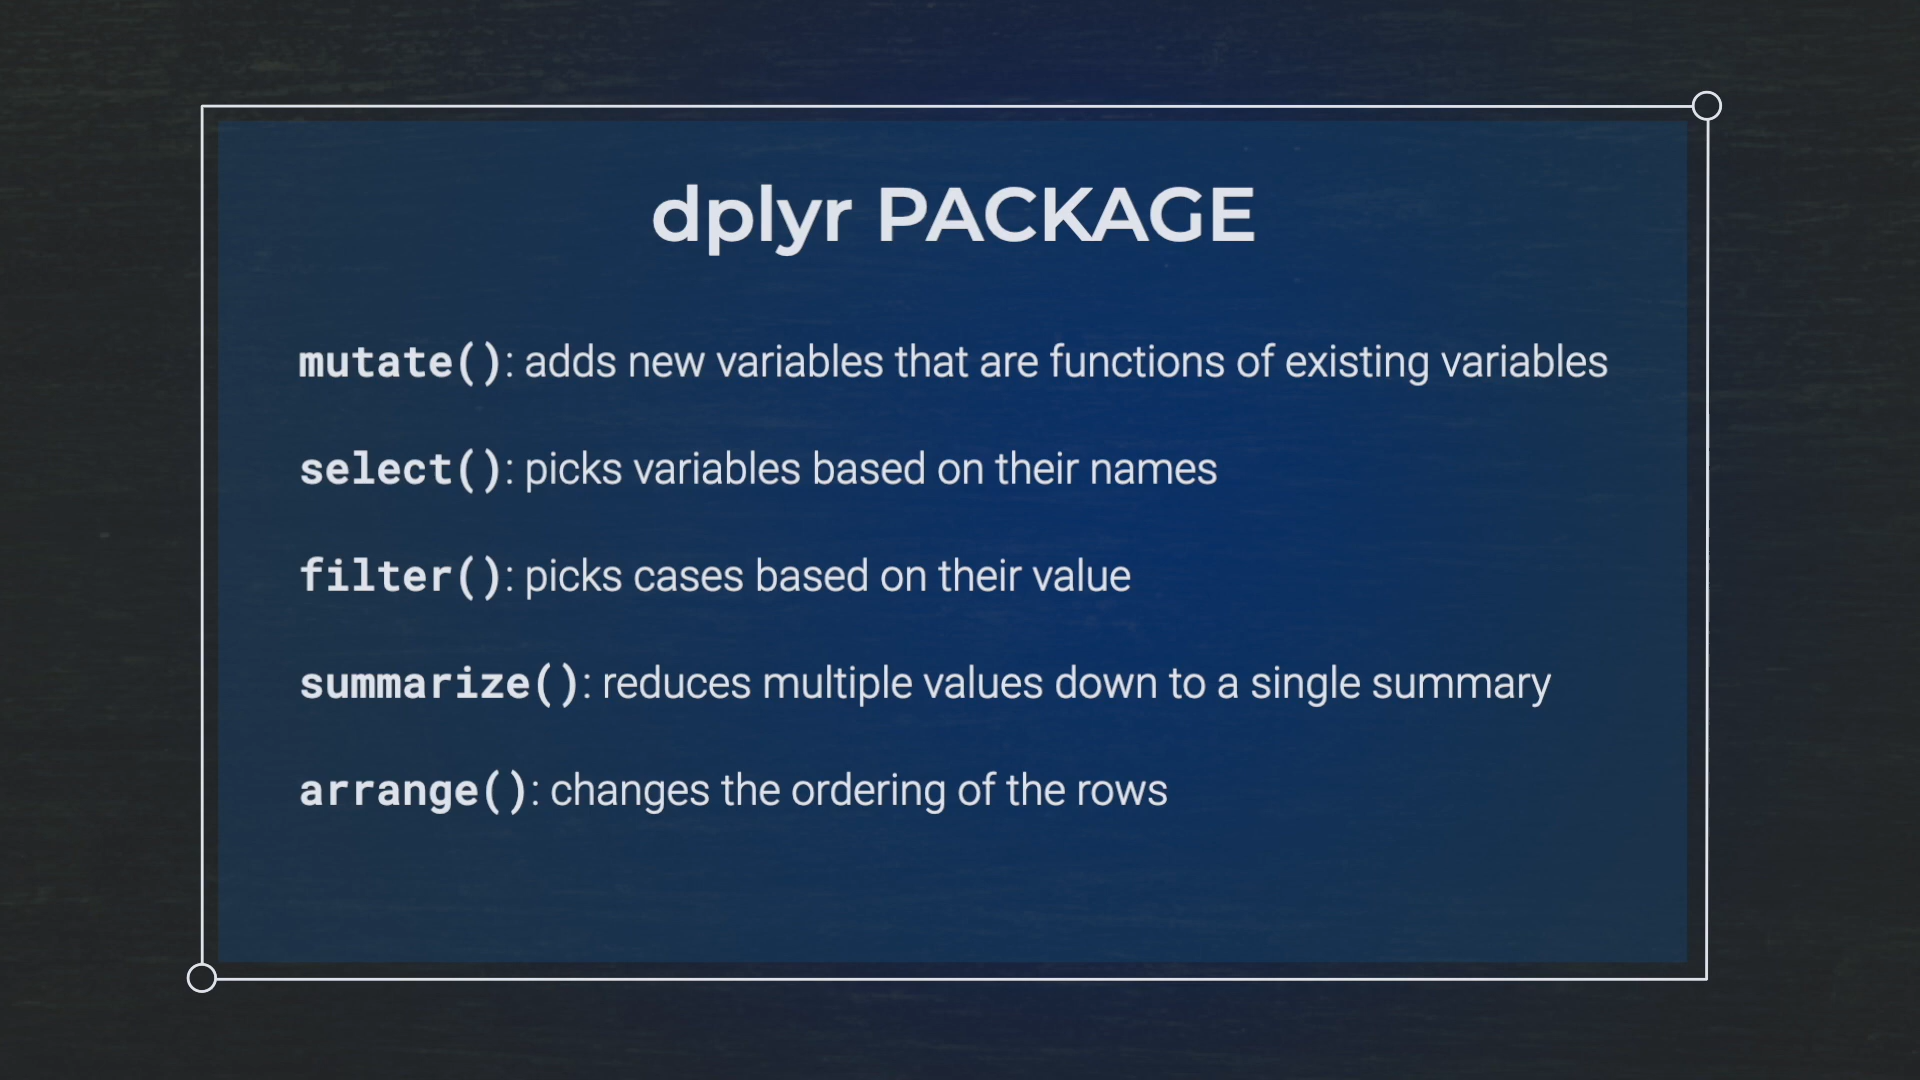 dplyr PACKAGE
mutate(): adds new variables that are functions of existing variables
select(): picks variables based on their names
filter(): picks cases based on their value
summarize(): reduces multiple values down to a single summary
arrange(): changes the ordering of the rows